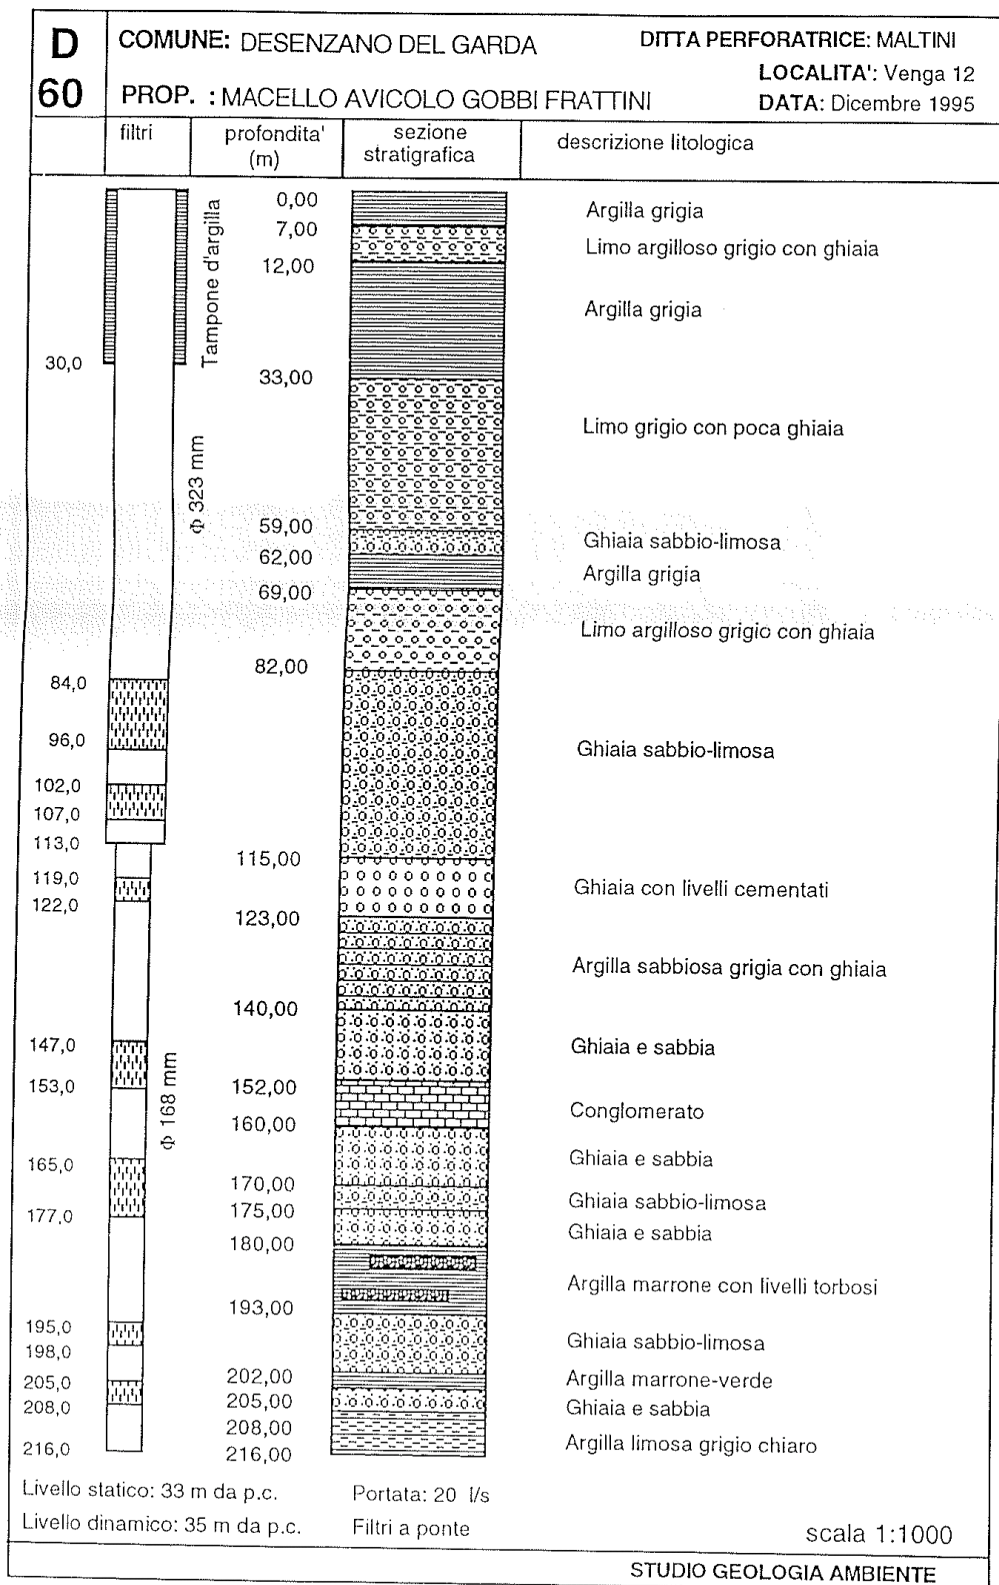 D
60
COMUNE: DESENZANO DEL GARDA
DITTA PERFORATRICE: MALTINI
LOCALITA': Venga 12
PROP. : MACELLO AVICOLO GOBBI FRATTINI
DATA: Dicembre 1995
filtri
profondita'
(m)
sezione
stratigrafica
descrizione litologica
Tampone d'argilla
0,00
Argilla grigia
7,00
Limo argilloso grigio con ghiaia
12,00
Argilla grigia
30,0
33,00
Limo grigio con poca ghiaia
Φ 323 mm
59,00
Ghiaia sabbio-limosa
62,00
Argilla grigia
69,00
Limo argilloso grigio con ghiaia
82,00
84,0
96,0
Ghiaia sabbio-limosa
102,0
107,0
113,0
115,00
119,0
Ghiaia con livelli cementati
122,0
123,00
Argilla sabbiosa grigia con ghiaia
140,00
147,0
Ghiaia e sabbia
153,0
152,00
Φ 168 mm
Conglomerato
160,00
165,0
Ghiaia e sabbia
170,00
Ghiaia sabbio-limosa
175,00
177,0
Ghiaia e sabbia
180,00
Argilla marrone con livelli torbosi
193,00
195,0
Ghiaia sabbio-limosa
198,0
202,00
Argilla marrone-verde
205,0
205,00
Ghiaia e sabbia
208,0
208,00
Argilla limosa grigio chiaro
216,0
216,00
Livello statico: 33 m da p.c.
Portata: 20 l/s
Livello dinamico: 35 m da p.c.
Filtri a ponte
scala 1:1000
STUDIO GEOLOGIA AMBIENTE